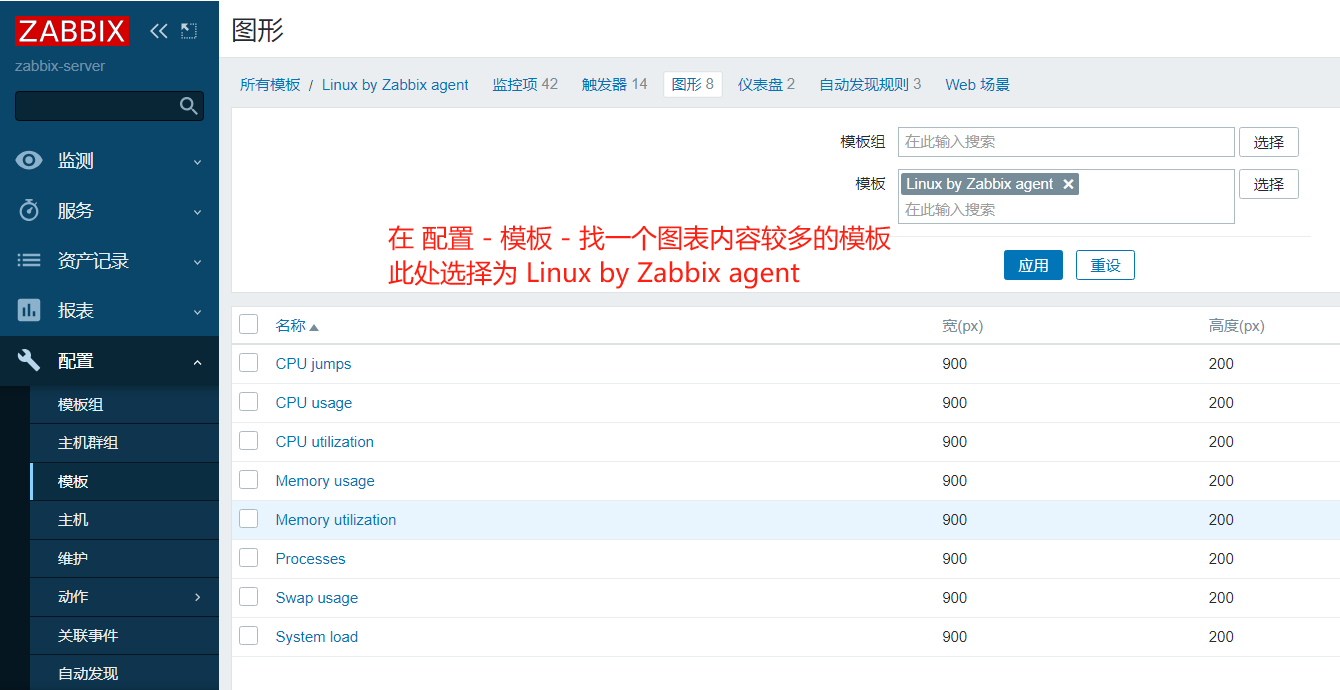 ZABBIX
zabbix-server
监测
服务
资产记录
报表
配置
模板组
主机群组
模板
主机
维护
动作
关联事件
自动发现
图形
所有模板 / Linux by Zabbix agent 监控项 42 触发器 14 图形 8 仪表盘 2 自动发现规则 3 Web 场景
模板组 在此输入搜索 选择
模板 Linux by Zabbix agent 选择
在此输入搜索
在 配置 - 模板 - 找一个图表内容较多的模板
此处选择为 Linux by Zabbix agent
应用 重设
名称 宽(px) 高度(px)
CPU jumps 900 200
CPU usage 900 200
CPU utilization 900 200
Memory usage 900 200
Memory utilization 900 200
Processes 900 200
Swap usage 900 200
System load 900 200